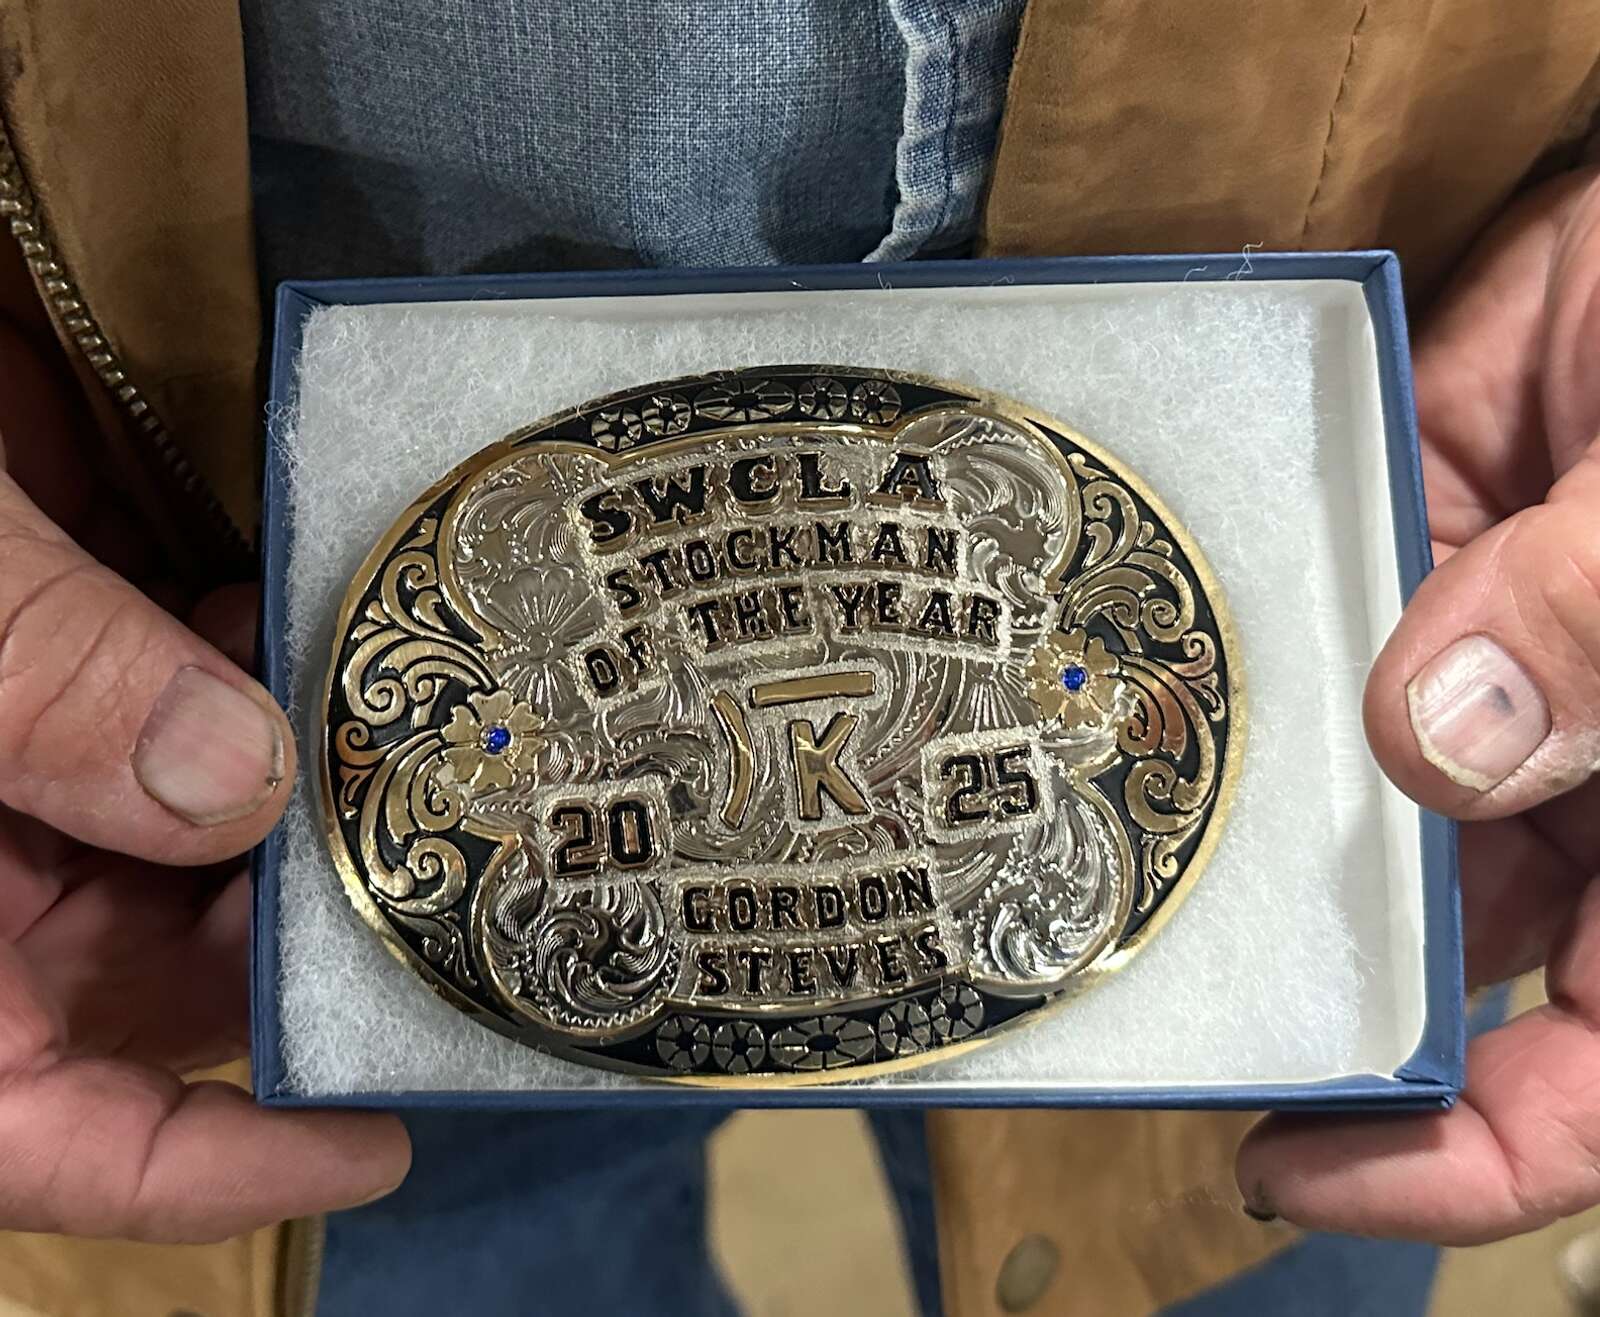 SWCLA
STOCKMAN
OF THE YEAR
K
20 25
GORDON
STEVES